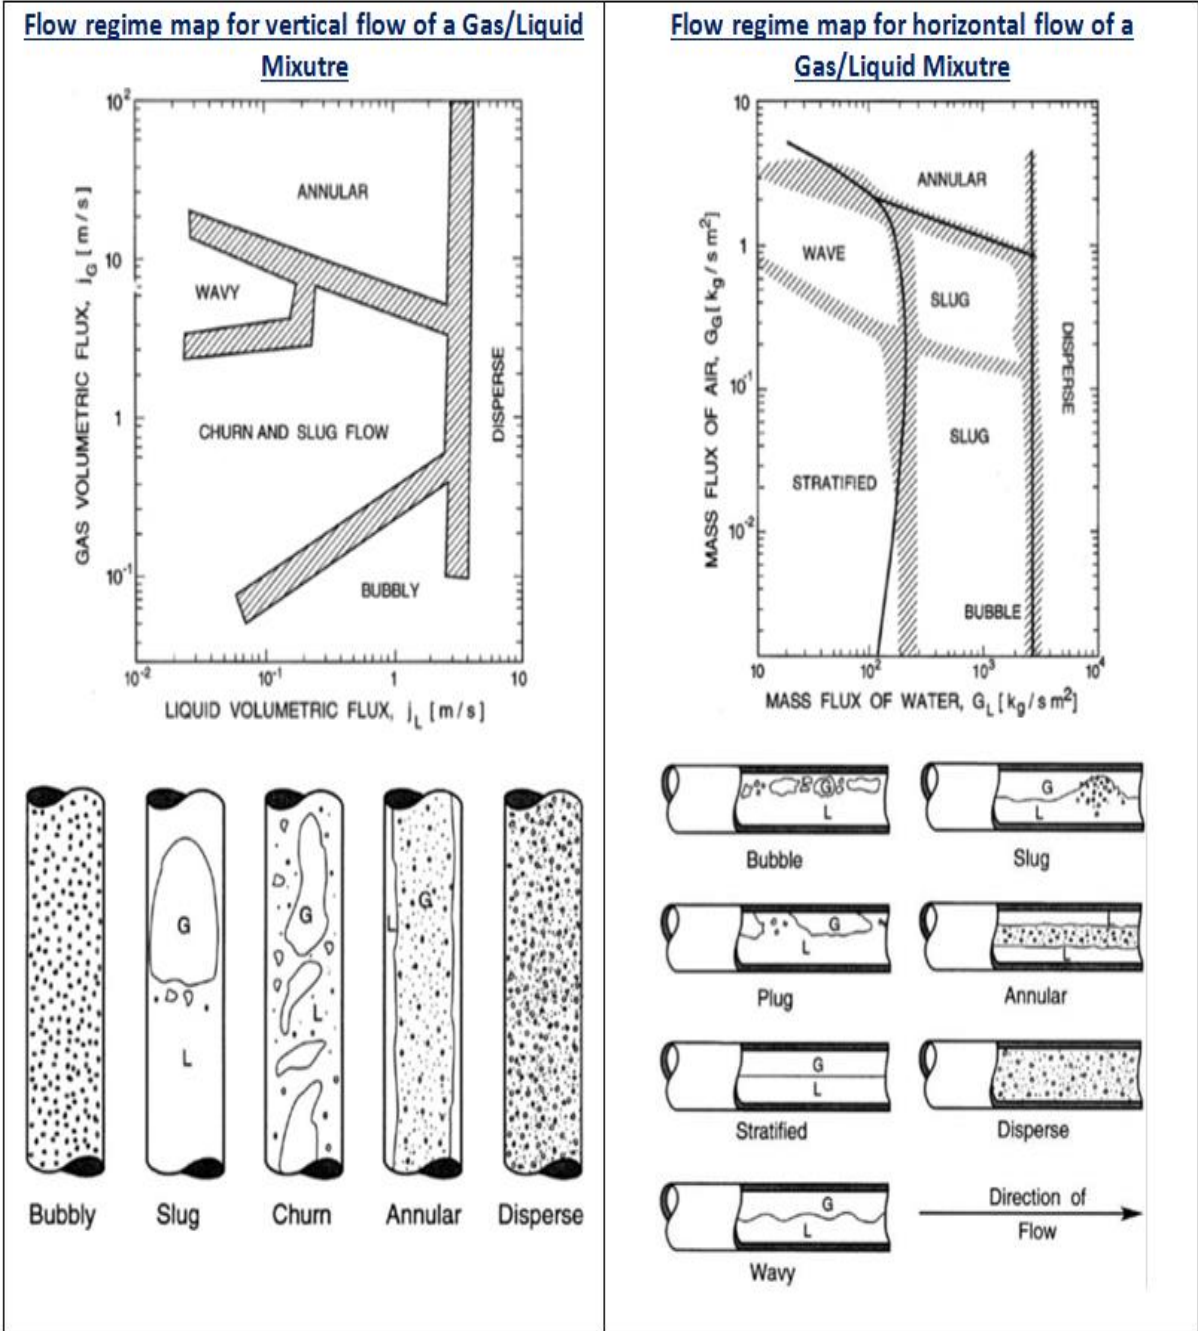 Flow regime map for vertical flow of a Gas/Liquid
Mixutre
10²
10
1
10⁻¹
GAS VOLUMETRIC FLUX, j_G [m/s]
ANNULAR
WAVY
CHURN AND SLUG FLOW
BUBBLY
DISPERSE
10⁻²
10⁻¹
1
10
LIQUID VOLUMETRIC FLUX, j_L [m/s]
G
L
G
L
L
G
Bubbly
Slug
Churn
Annular
Disperse
Flow regime map for horizontal flow of a
Gas/Liquid Mixutre
10
1
10⁻¹
10⁻²
MASS FLUX OF AIR, G_G [kg/s m²]
ANNULAR
WAVE
SLUG
DISPERSE
SLUG
STRATIFIED
BUBBLE
10
10²
10³
10⁴
MASS FLUX OF WATER, G_L [kg/s m²]
G
L
Bubble
G
L
Slug
G
L
Plug
L
L
Annular
G
L
Stratified
Disperse
G
L
Wavy
Direction of
Flow